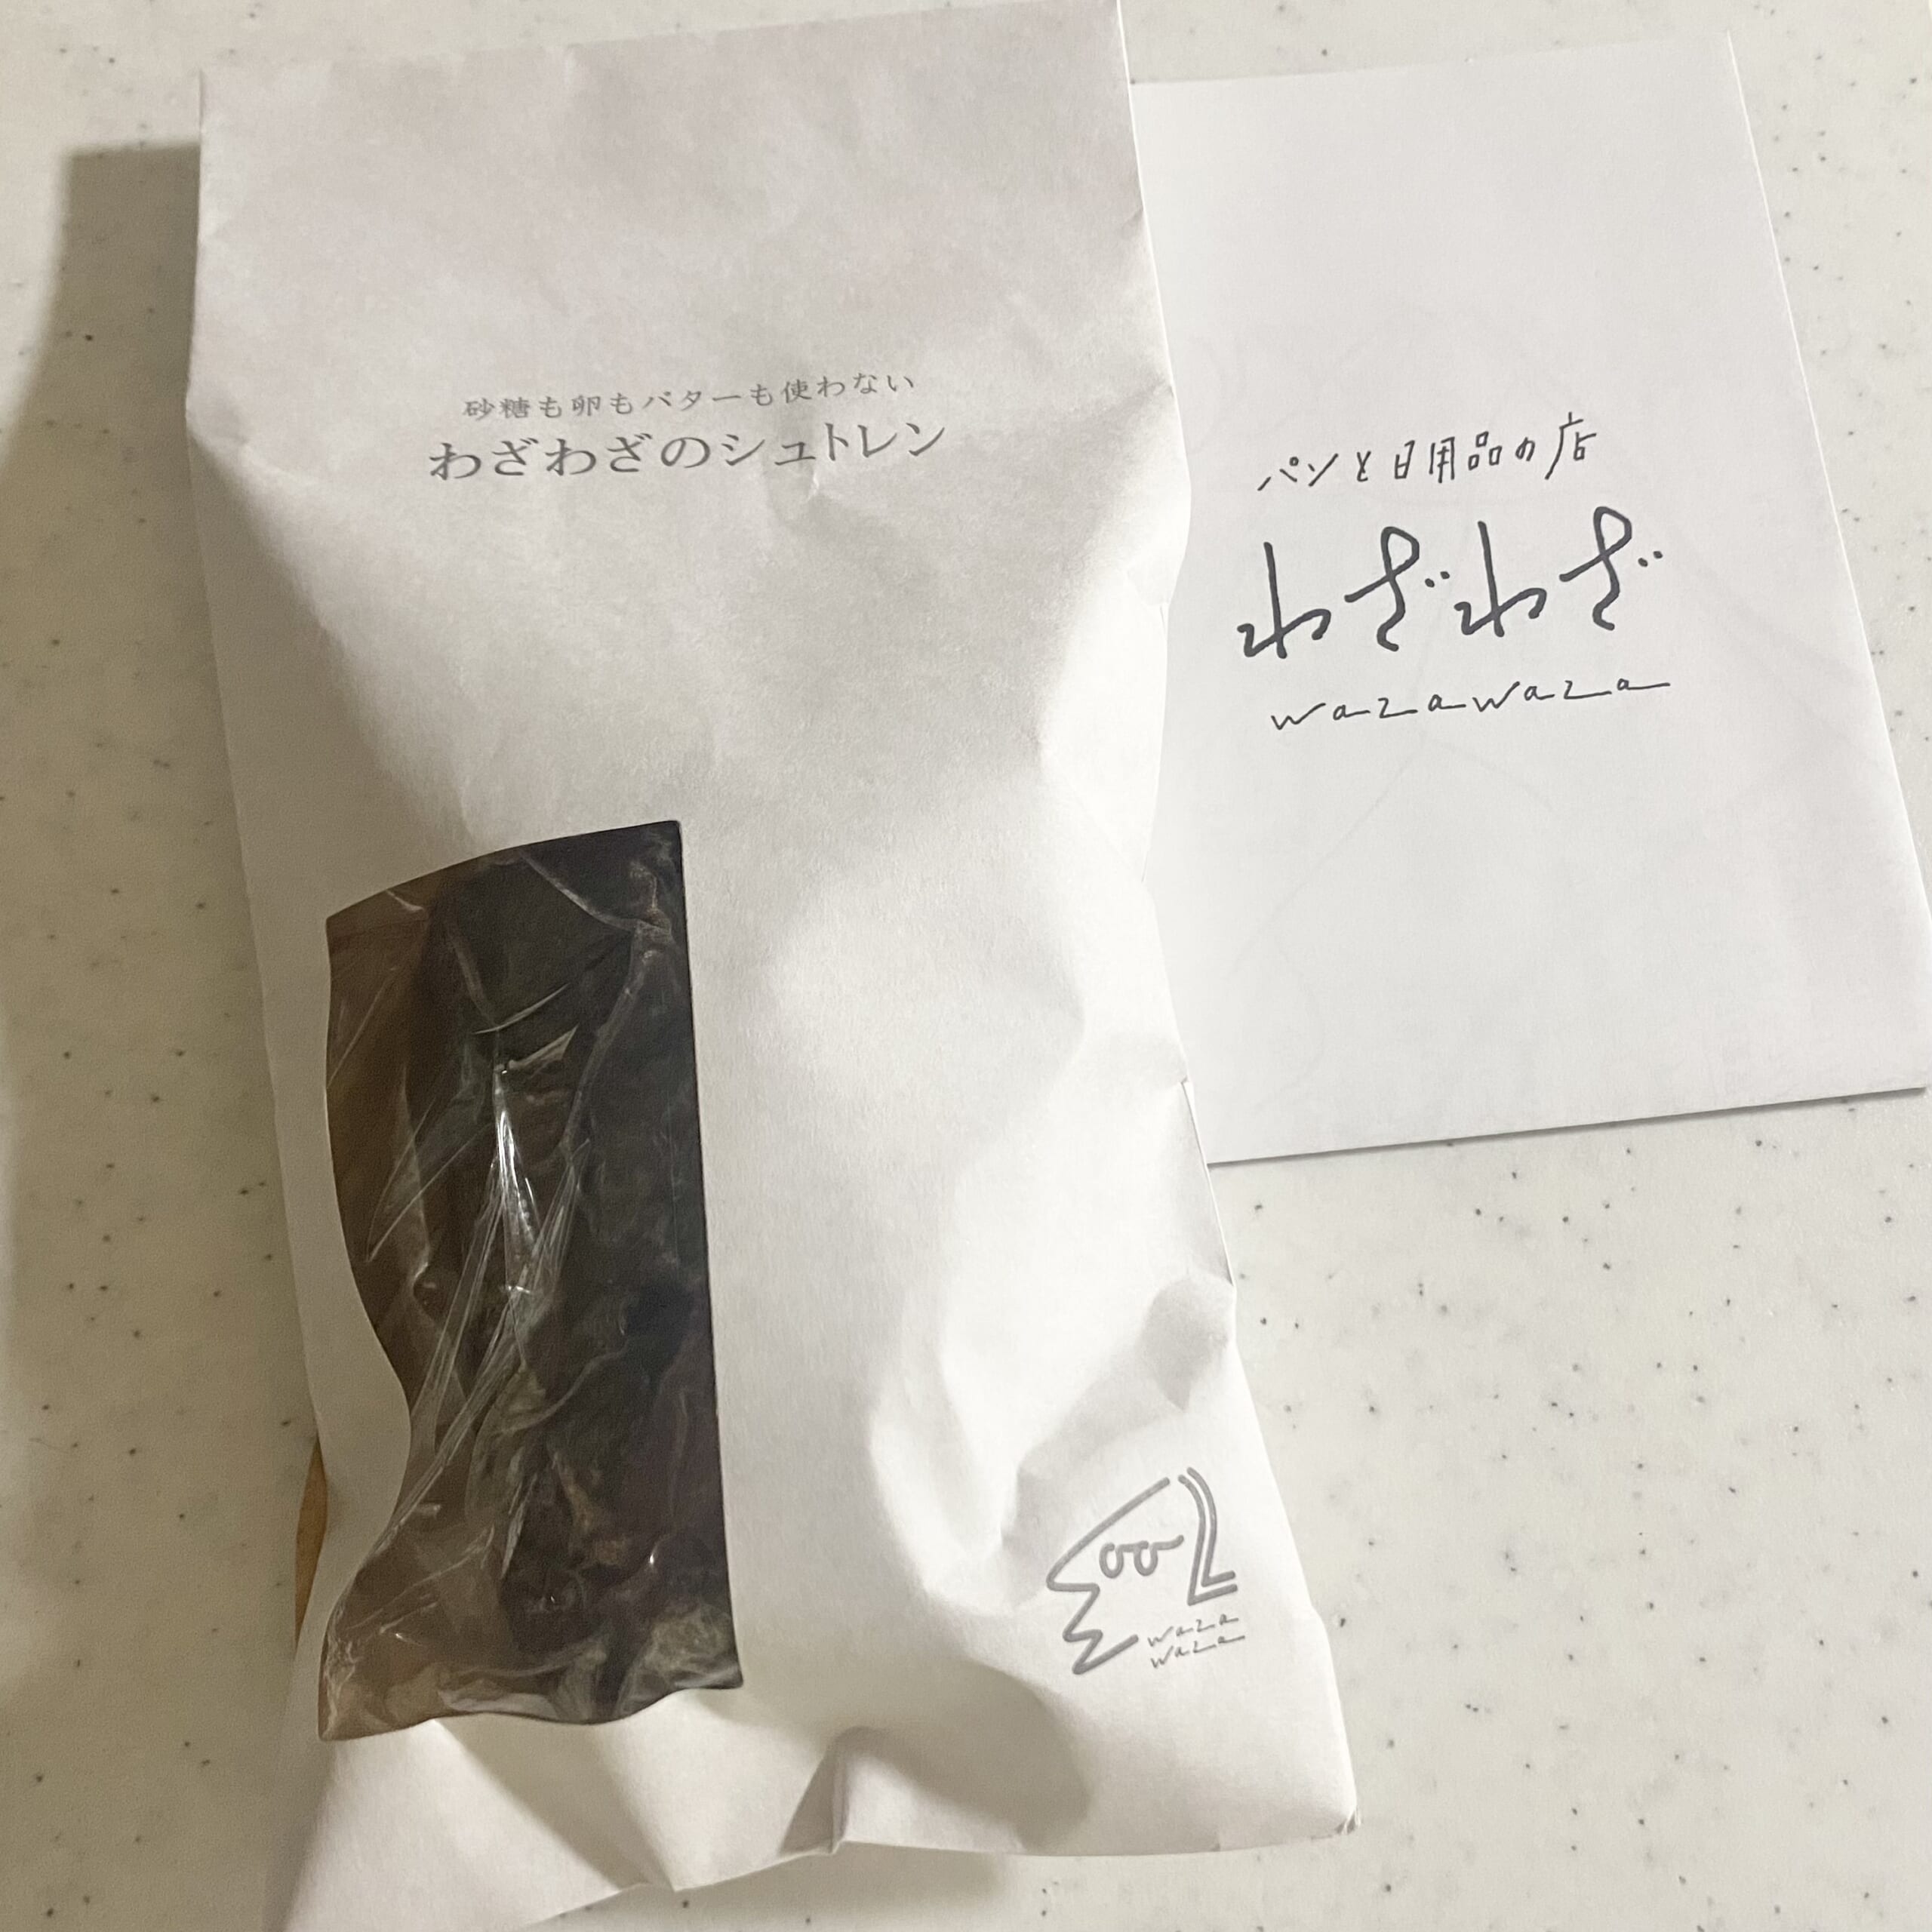 砂糖も卵もバターも使わない
わざわざのシュトレン
パンと日用品の店
わざわざ
wazawaza
waza
waza